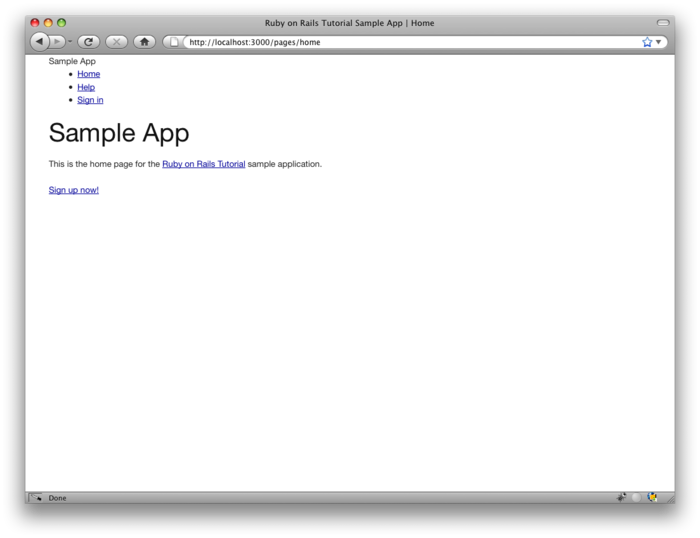 Ruby on Rails Tutorial Sample App | Home
http://localhost:3000/pages/home
Sample App
Home
Help
Sign in
Sample App
This is the home page for the Ruby on Rails Tutorial sample application.
Sign up now!
Done